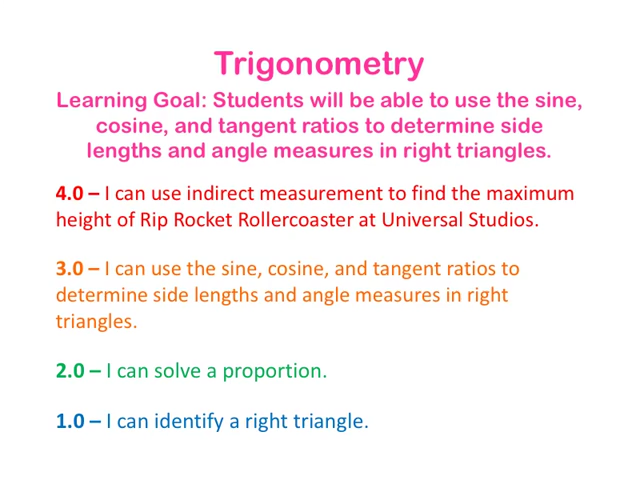 Trigonometry
Learning Goal: Students will be able to use the sine,
cosine, and tangent ratios to determine side
lengths and angle measures in right triangles.
4.0 – I can use indirect measurement to find the maximum
height of Rip Rocket Rollercoaster at Universal Studios.
3.0 – I can use the sine, cosine, and tangent ratios to
determine side lengths and angle measures in right
triangles.
2.0 – I can solve a proportion.
1.0 – I can identify a right triangle.